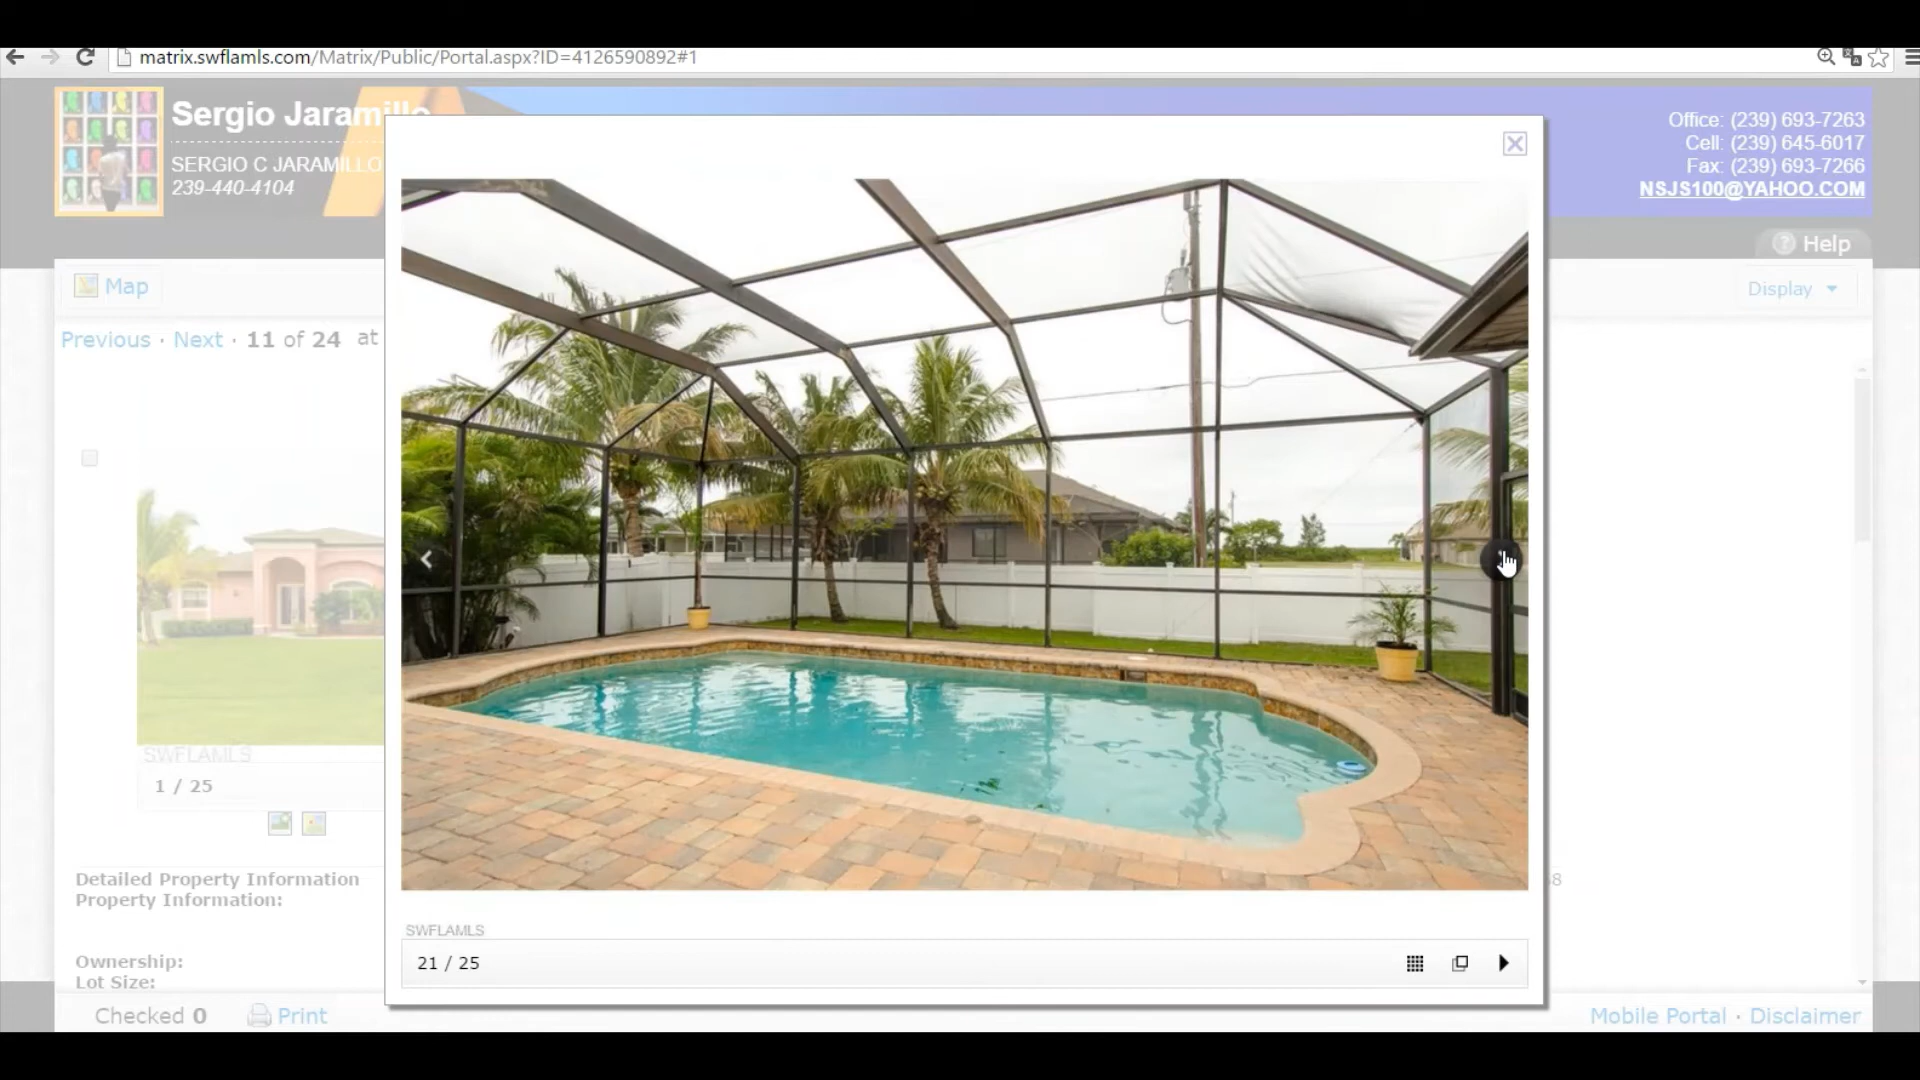 matrix.swflamls.com/Matrix/Public/Portal.aspx?ID=4126590892#1
Sergio Jaramillo
SERGIO C JARAMILLO
239-440-4104
Office: (239) 693-7263
Cell: (239) 645-6017
Fax: (239) 693-7266
NSJS100@YAHOO.COM
? Help
Map
Display
Previous · Next · 11 of 24 at
SWFLAMLS
1 / 25
Detailed Property Information
Property Information:
Ownership:
Lot Size:
SWFLAMLS
21 / 25
Checked 0
Print
Mobile Portal · Disclaimer